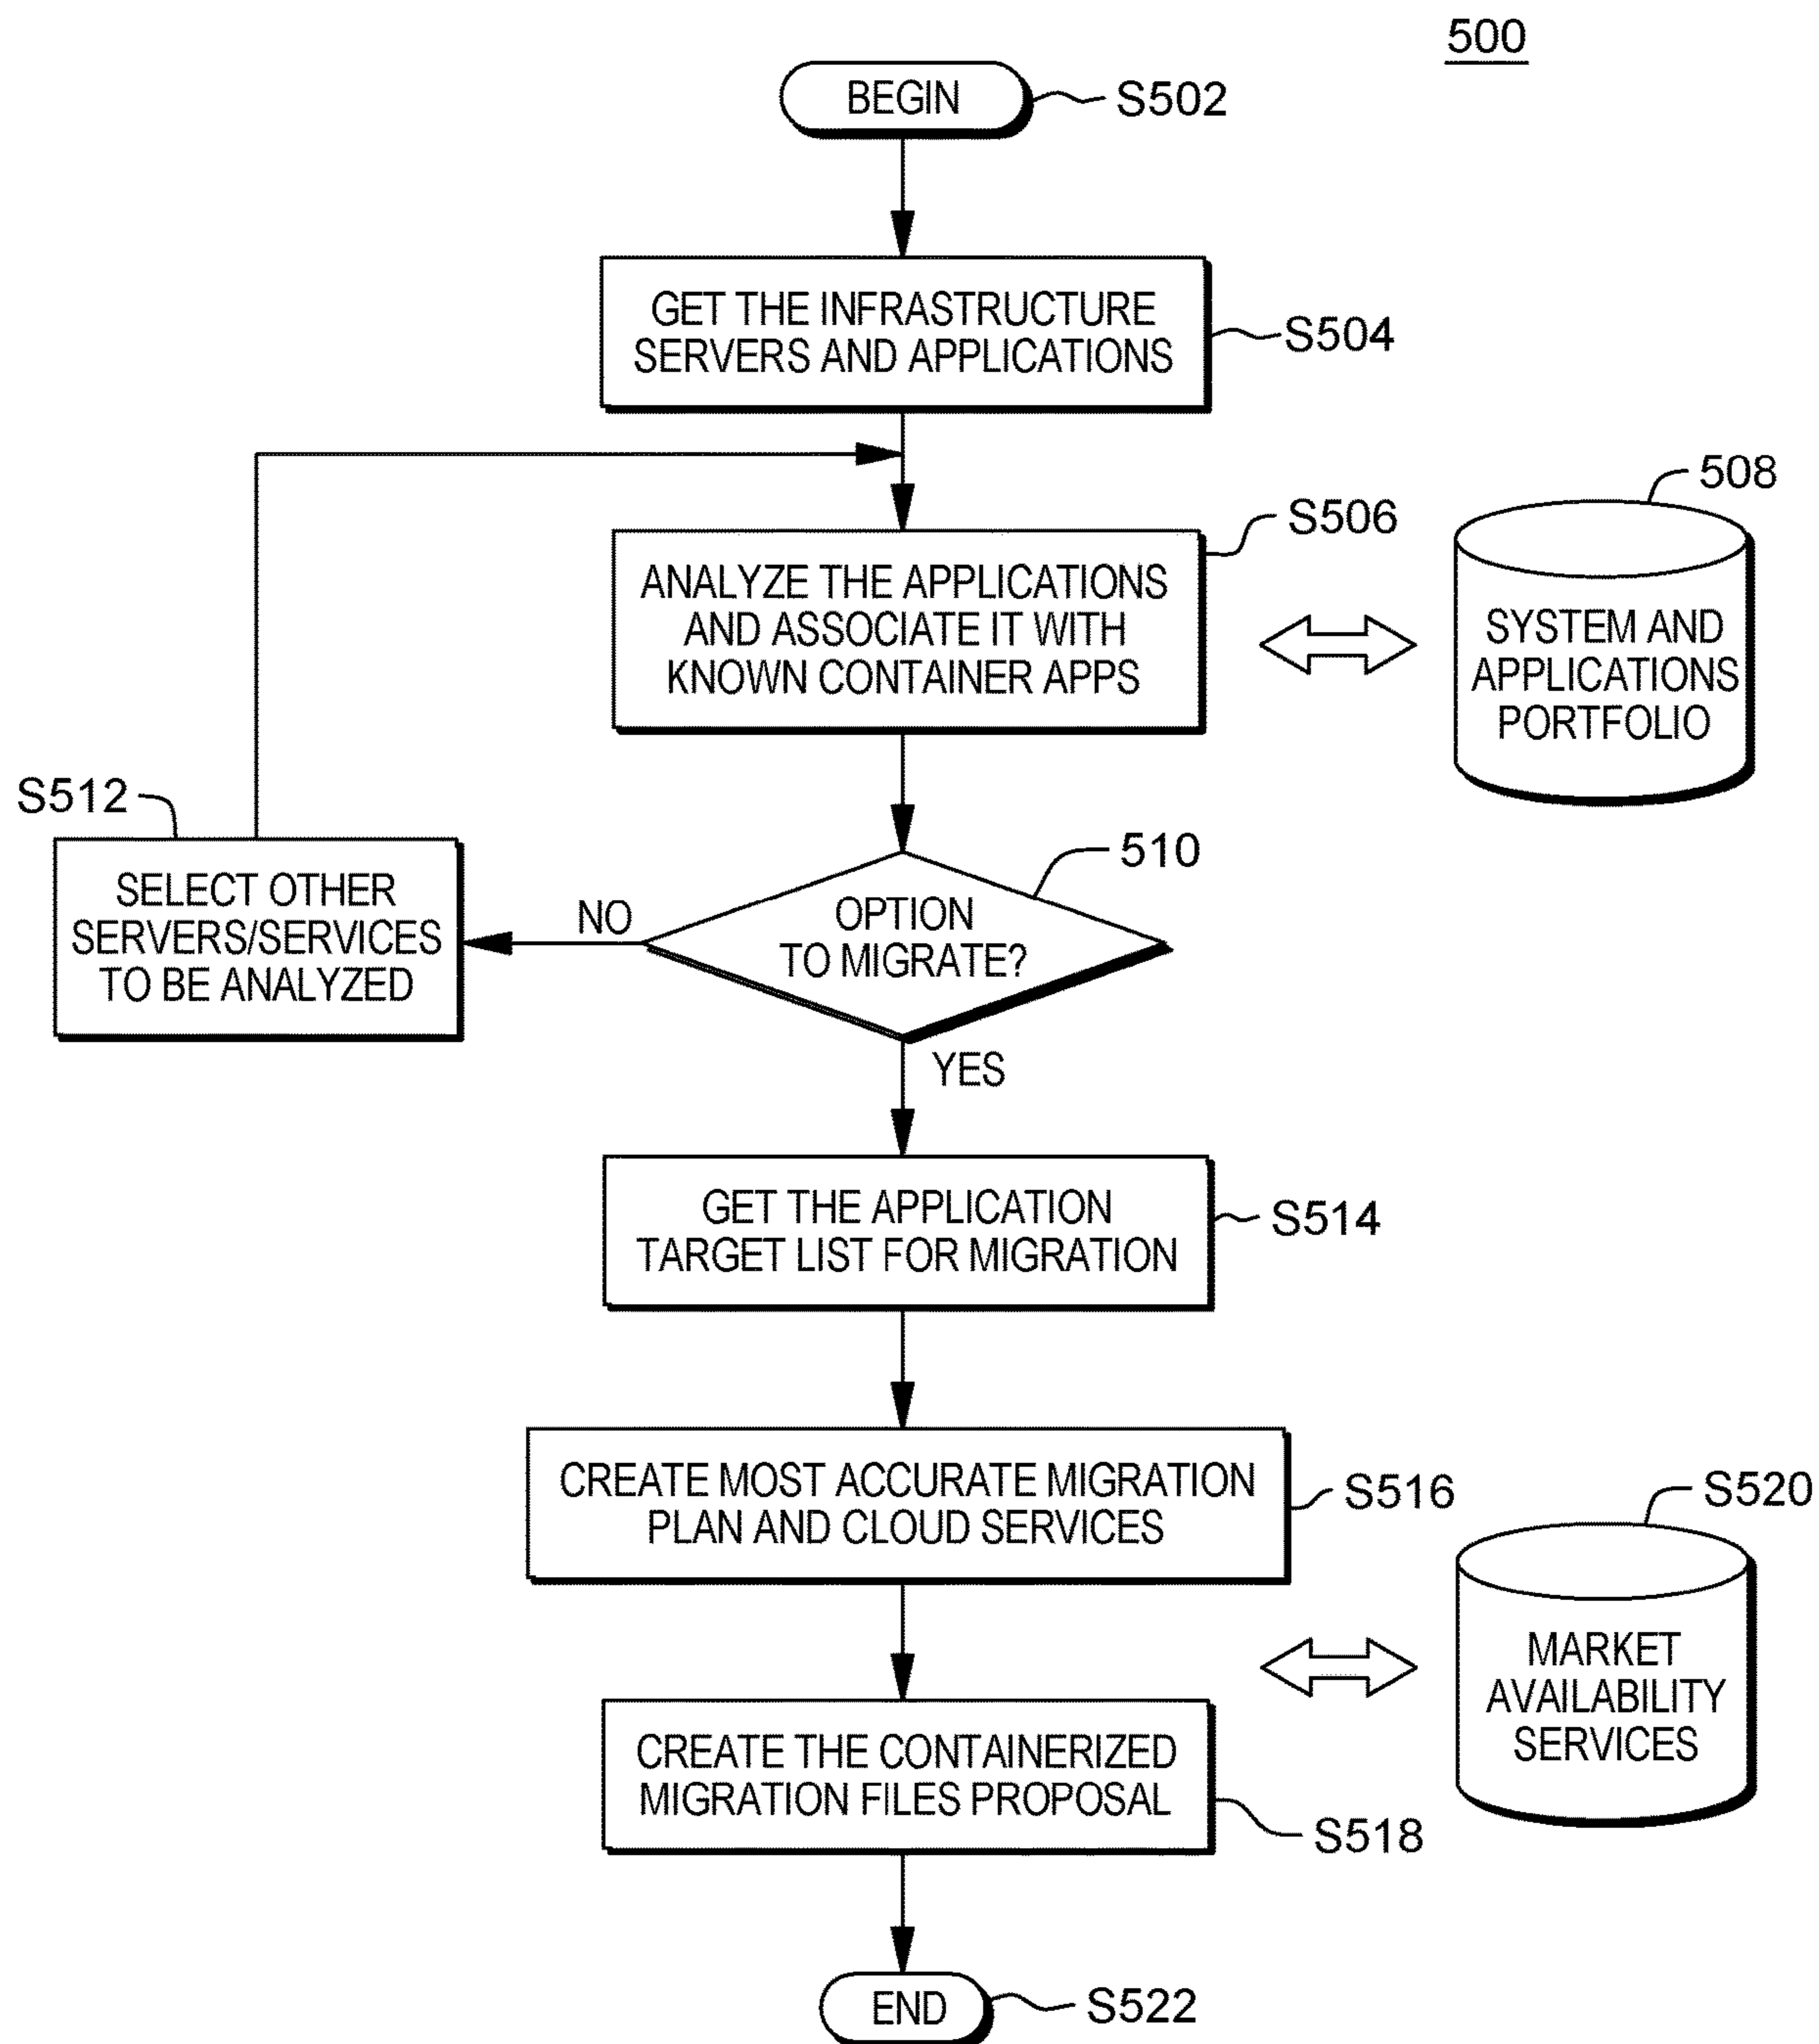 500
BEGIN
S502
GET THE INFRASTRUCTURE
SERVERS AND APPLICATIONS
S504
S506
508
ANALYZE THE APPLICATIONS
AND ASSOCIATE IT WITH
KNOWN CONTAINER APPS
SYSTEM AND
APPLICATIONS
PORTFOLIO
S512
SELECT OTHER
SERVERS/SERVICES
TO BE ANALYZED
NO
510
OPTION
TO MIGRATE?
YES
GET THE APPLICATION
TARGET LIST FOR MIGRATION
S514
CREATE MOST ACCURATE MIGRATION
PLAN AND CLOUD SERVICES
S516
S520
MARKET
AVAILABILITY
SERVICES
CREATE THE CONTAINERIZED
MIGRATION FILES PROPOSAL
S518
END
S522